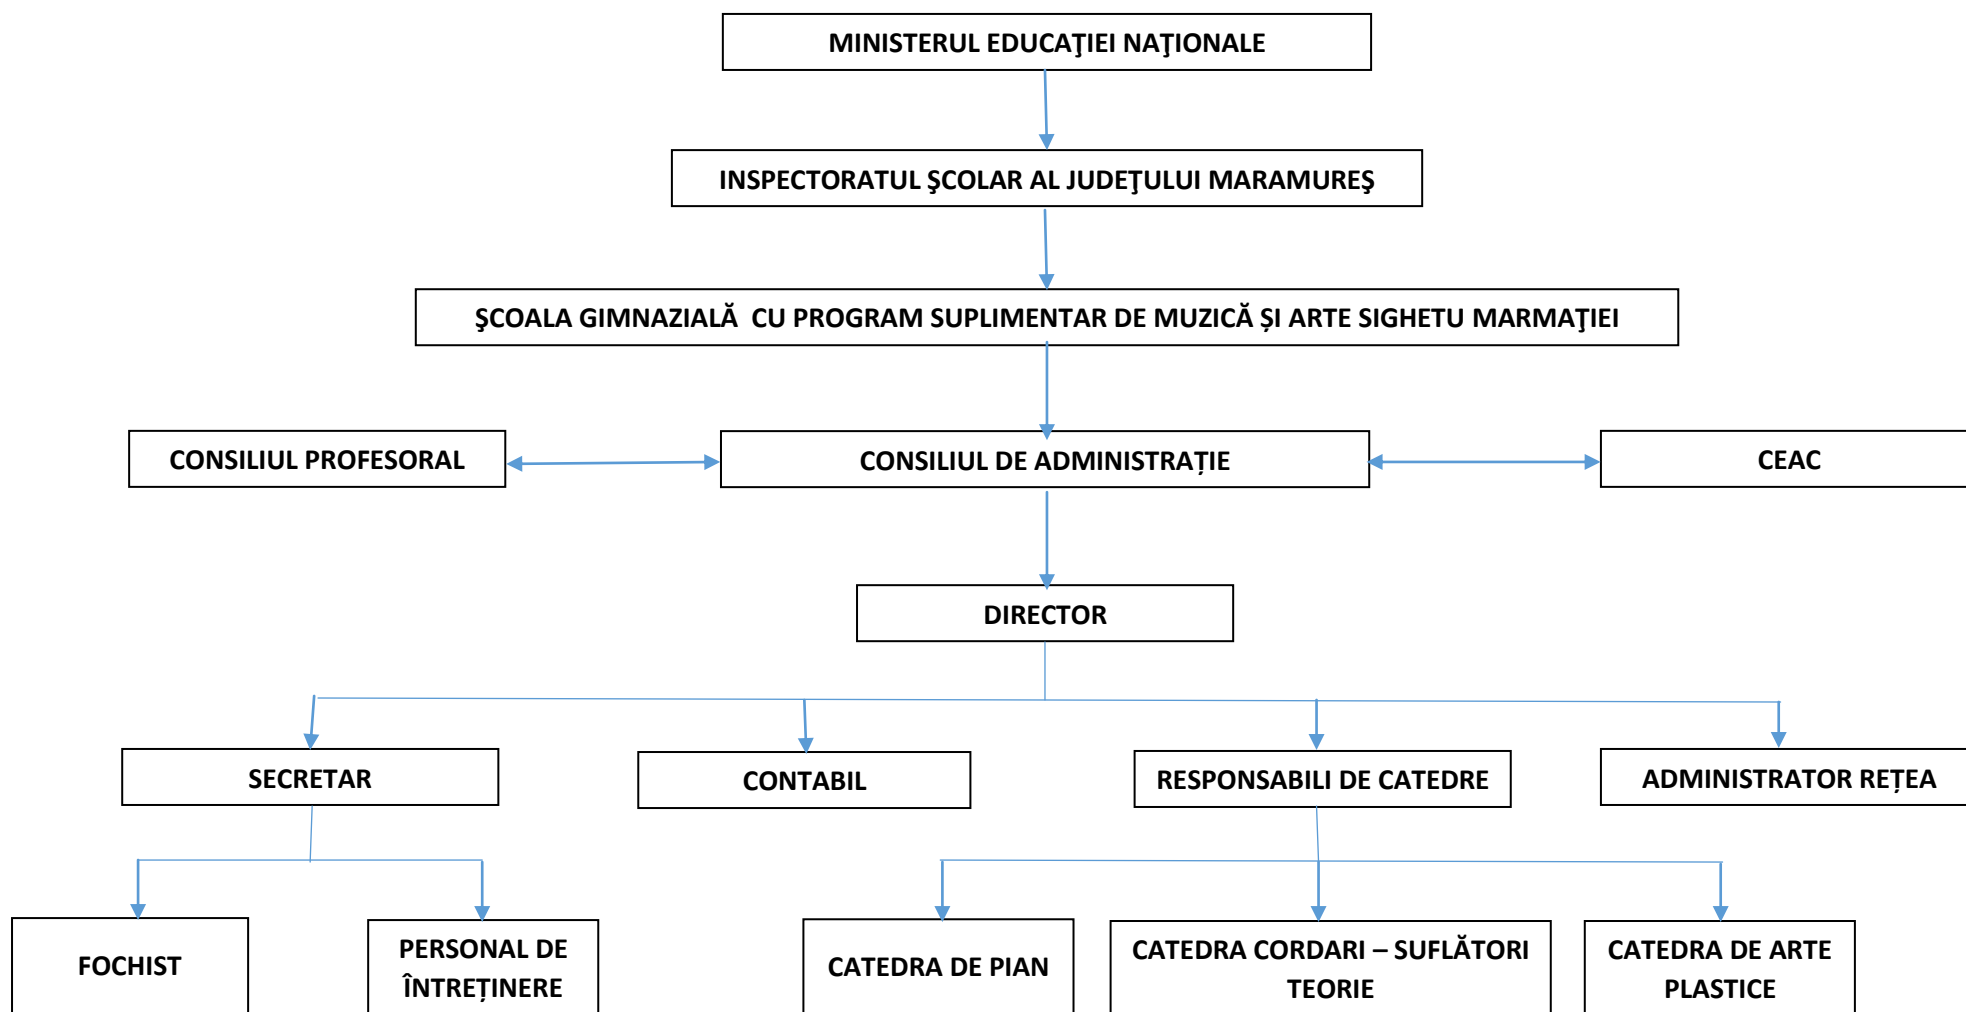 MINISTERUL EDUCAŢIEI NAŢIONALE
INSPECTORATUL ŞCOLAR AL JUDEŢULUI MARAMUREŞ
ŞCOALA GIMNAZIALĂ CU PROGRAM SUPLIMENTAR DE MUZICĂ ȘI ARTE SIGHETU MARMAŢIEI
CONSILIUL PROFESORAL
CONSILIUL DE ADMINISTRAȚIE
CEAC
DIRECTOR
SECRETAR
CONTABIL
RESPONSABILI DE CATEDRE
ADMINISTRATOR REȚEA
FOCHIST
PERSONAL DE
ÎNTREȚINERE
CATEDRA DE PIAN
CATEDRA CORDARI – SUFLĂTORI
TEORIE
CATEDRA DE ARTE
PLASTICE